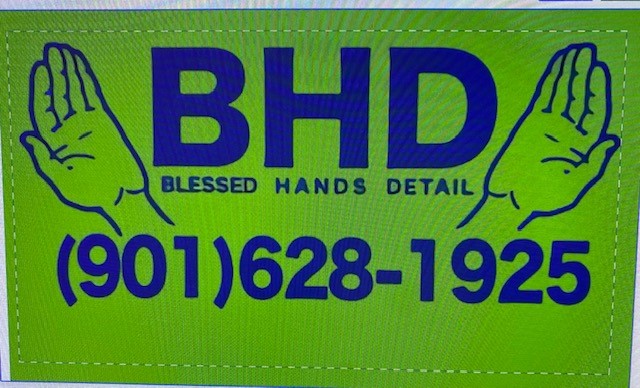 BHD
BLESSED HANDS DETAIL
(901)628-1925